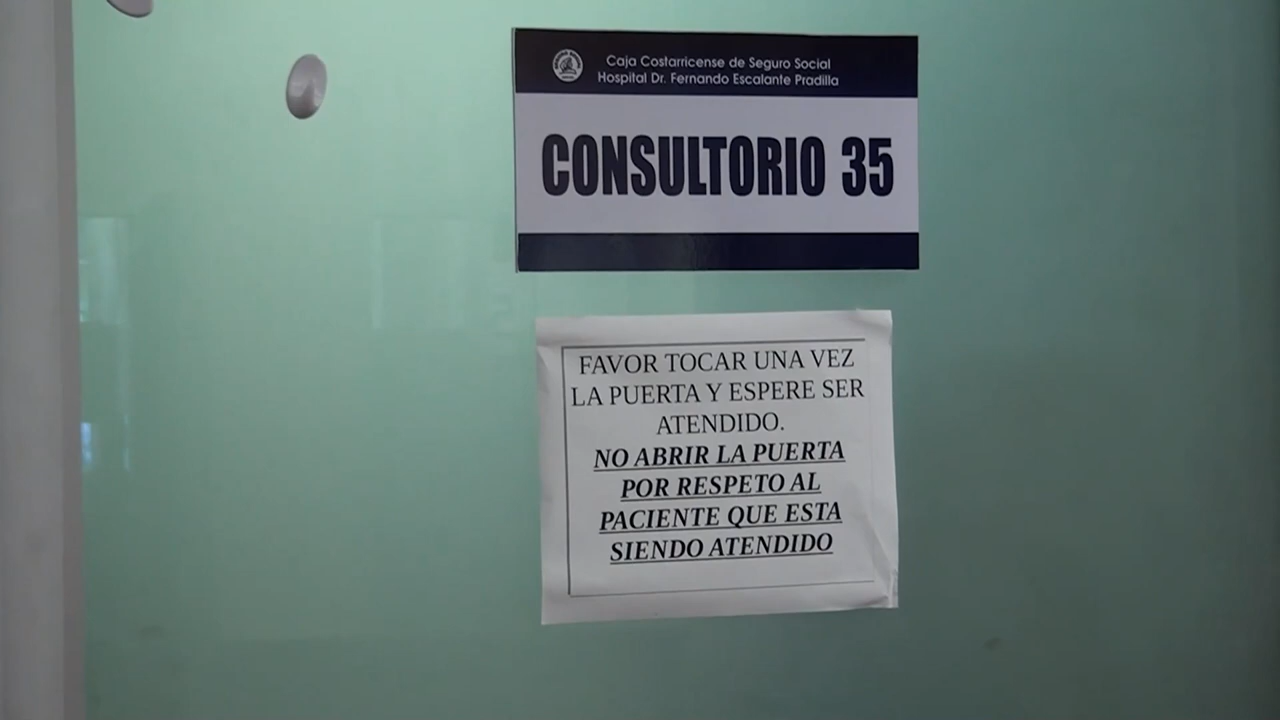 Caja Costarricense de Seguro Social
Hospital Dr. Fernando Escalante Pradilla
CONSULTORIO 35
FAVOR TOCAR UNA VEZ
LA PUERTA Y ESPERE SER
ATENDIDO.
NO ABRIR LA PUERTA
POR RESPETO AL
PACIENTE QUE ESTA
SIENDO ATENDIDO